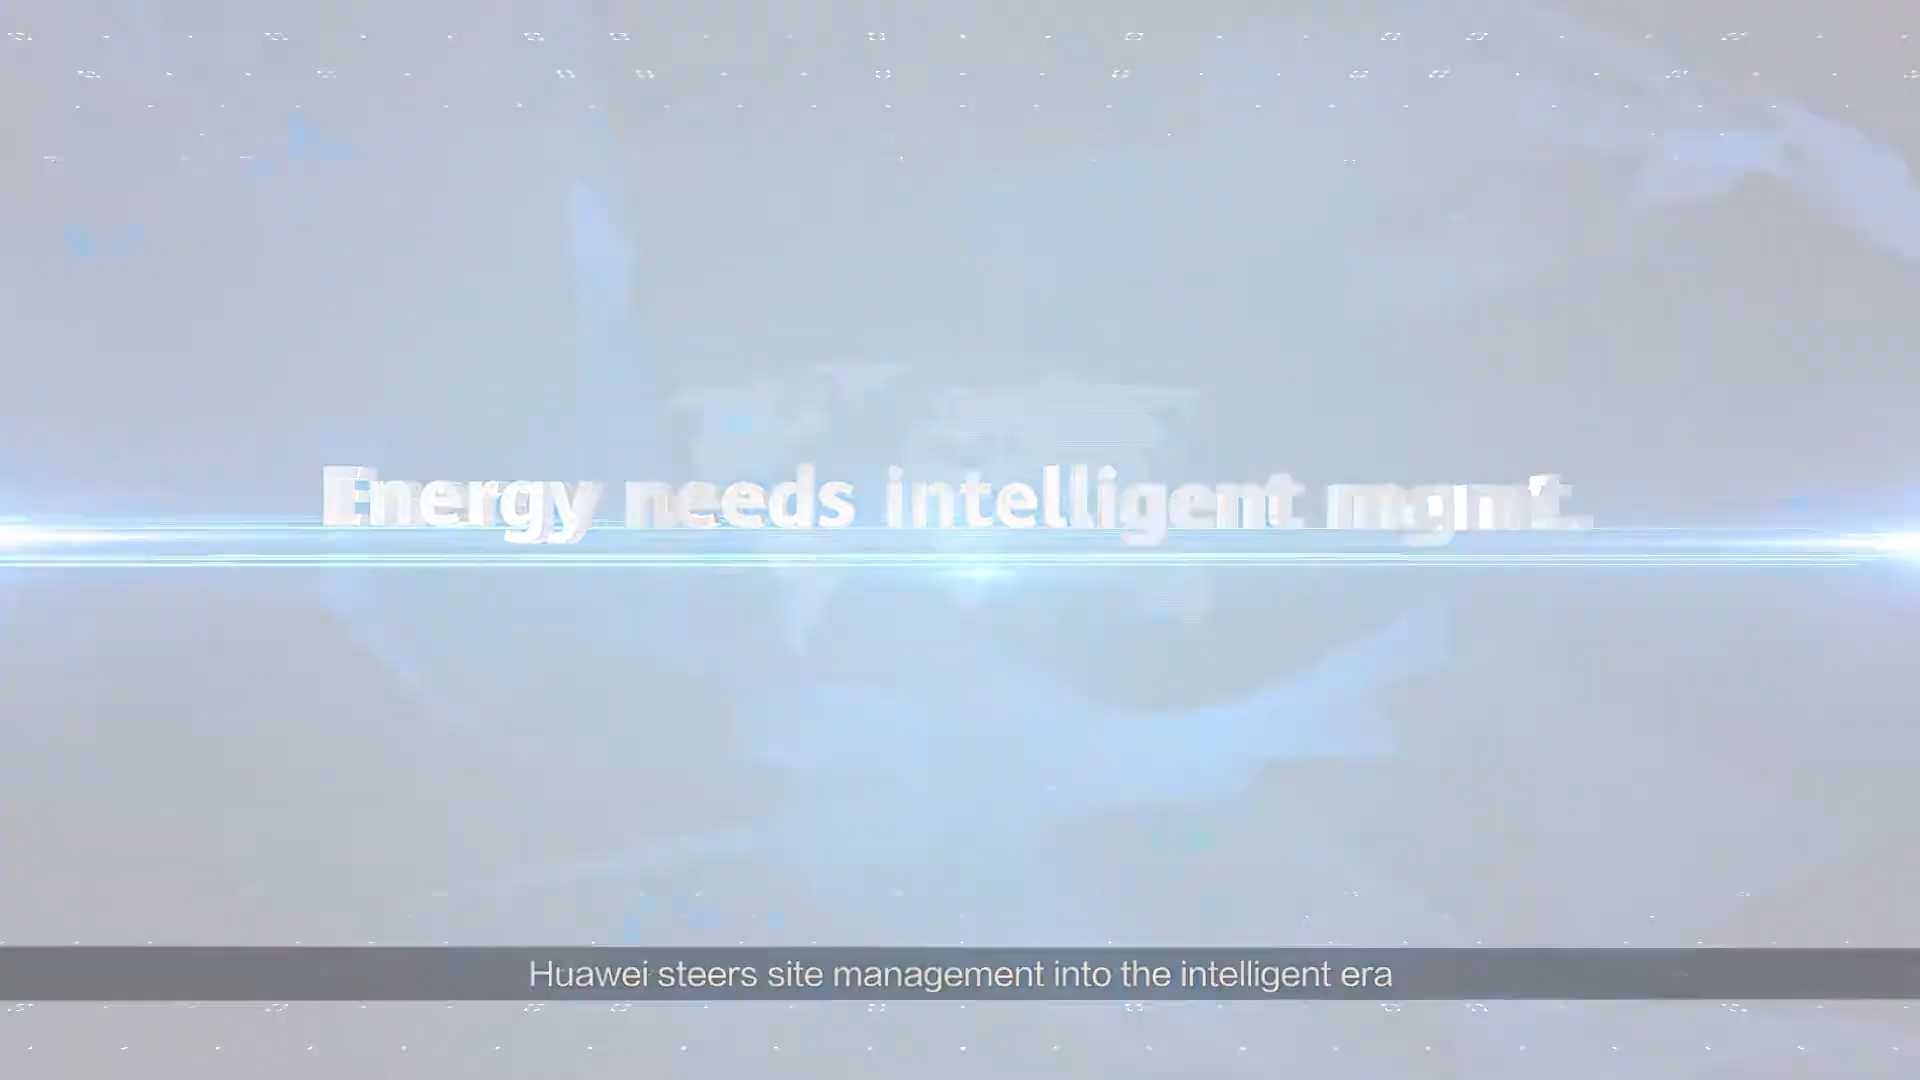 Energy needs intelligent mgmt.
Huawei steers site management into the intelligent era